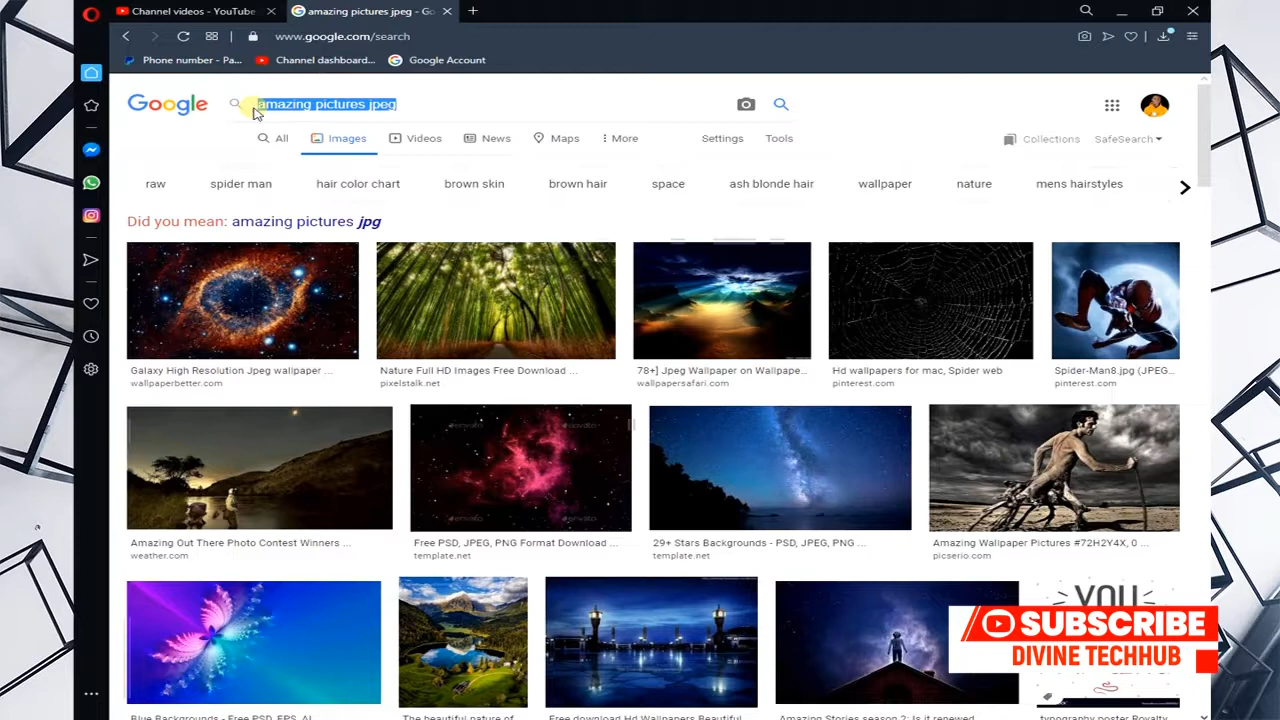 Channel videos - YouTube
amazing pictures jpeg - Go
www.google.com/search
Phone number - Pa...
Channel dashboard...
Google Account
Google
amazing pictures jpeg
All
Images
Videos
News
Maps
More
Settings
Tools
Collections
SafeSearch
raw
spider man
hair color chart
brown skin
brown hair
space
ash blonde hair
wallpaper
nature
mens hairstyles
Did you mean: amazing pictures jpg
Galaxy High Resolution Jpeg wallpaper ...
wallpaperbetter.com
Nature Full HD Images Free Download ...
pixelstalk.net
78+] Jpeg Wallpaper on Wallpape...
wallpapersafari.com
Hd wallpapers for mac, Spider web
pinterest.com
Spider-Man8.jpg (JPEG...
pinterest.com
Amazing Out There Photo Contest Winners ...
weather.com
Free PSD, JPEG, PNG Format Download ...
template.net
29+ Stars Backgrounds - PSD, JPEG, PNG ...
template.net
Amazing Wallpaper Pictures #72H2Y4X, 0 ...
picserio.com
YOU
SUBSCRIBE
DIVINE TECHHUB
Blue Backgrounds - Free PSD, EPS, AI
The beautiful nature of
Free download Hd Wallpapers Beautiful
Amazing Stories season 2: Is it renewed
typography poster Royalty